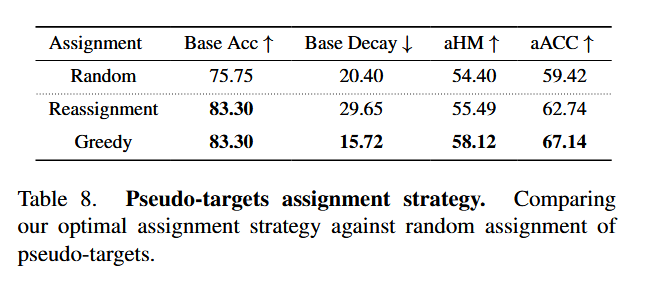 Assignment Base Acc ↑ Base Decay ↓ aHM ↑ aACC ↑
Random 75.75 20.40 54.40 59.42
Reassignment 83.30 29.65 55.49 62.74
Greedy 83.30 15.72 58.12 67.14
Table 8. Pseudo-targets assignment strategy. Comparing
our optimal assignment strategy against random assignment of
pseudo-targets.